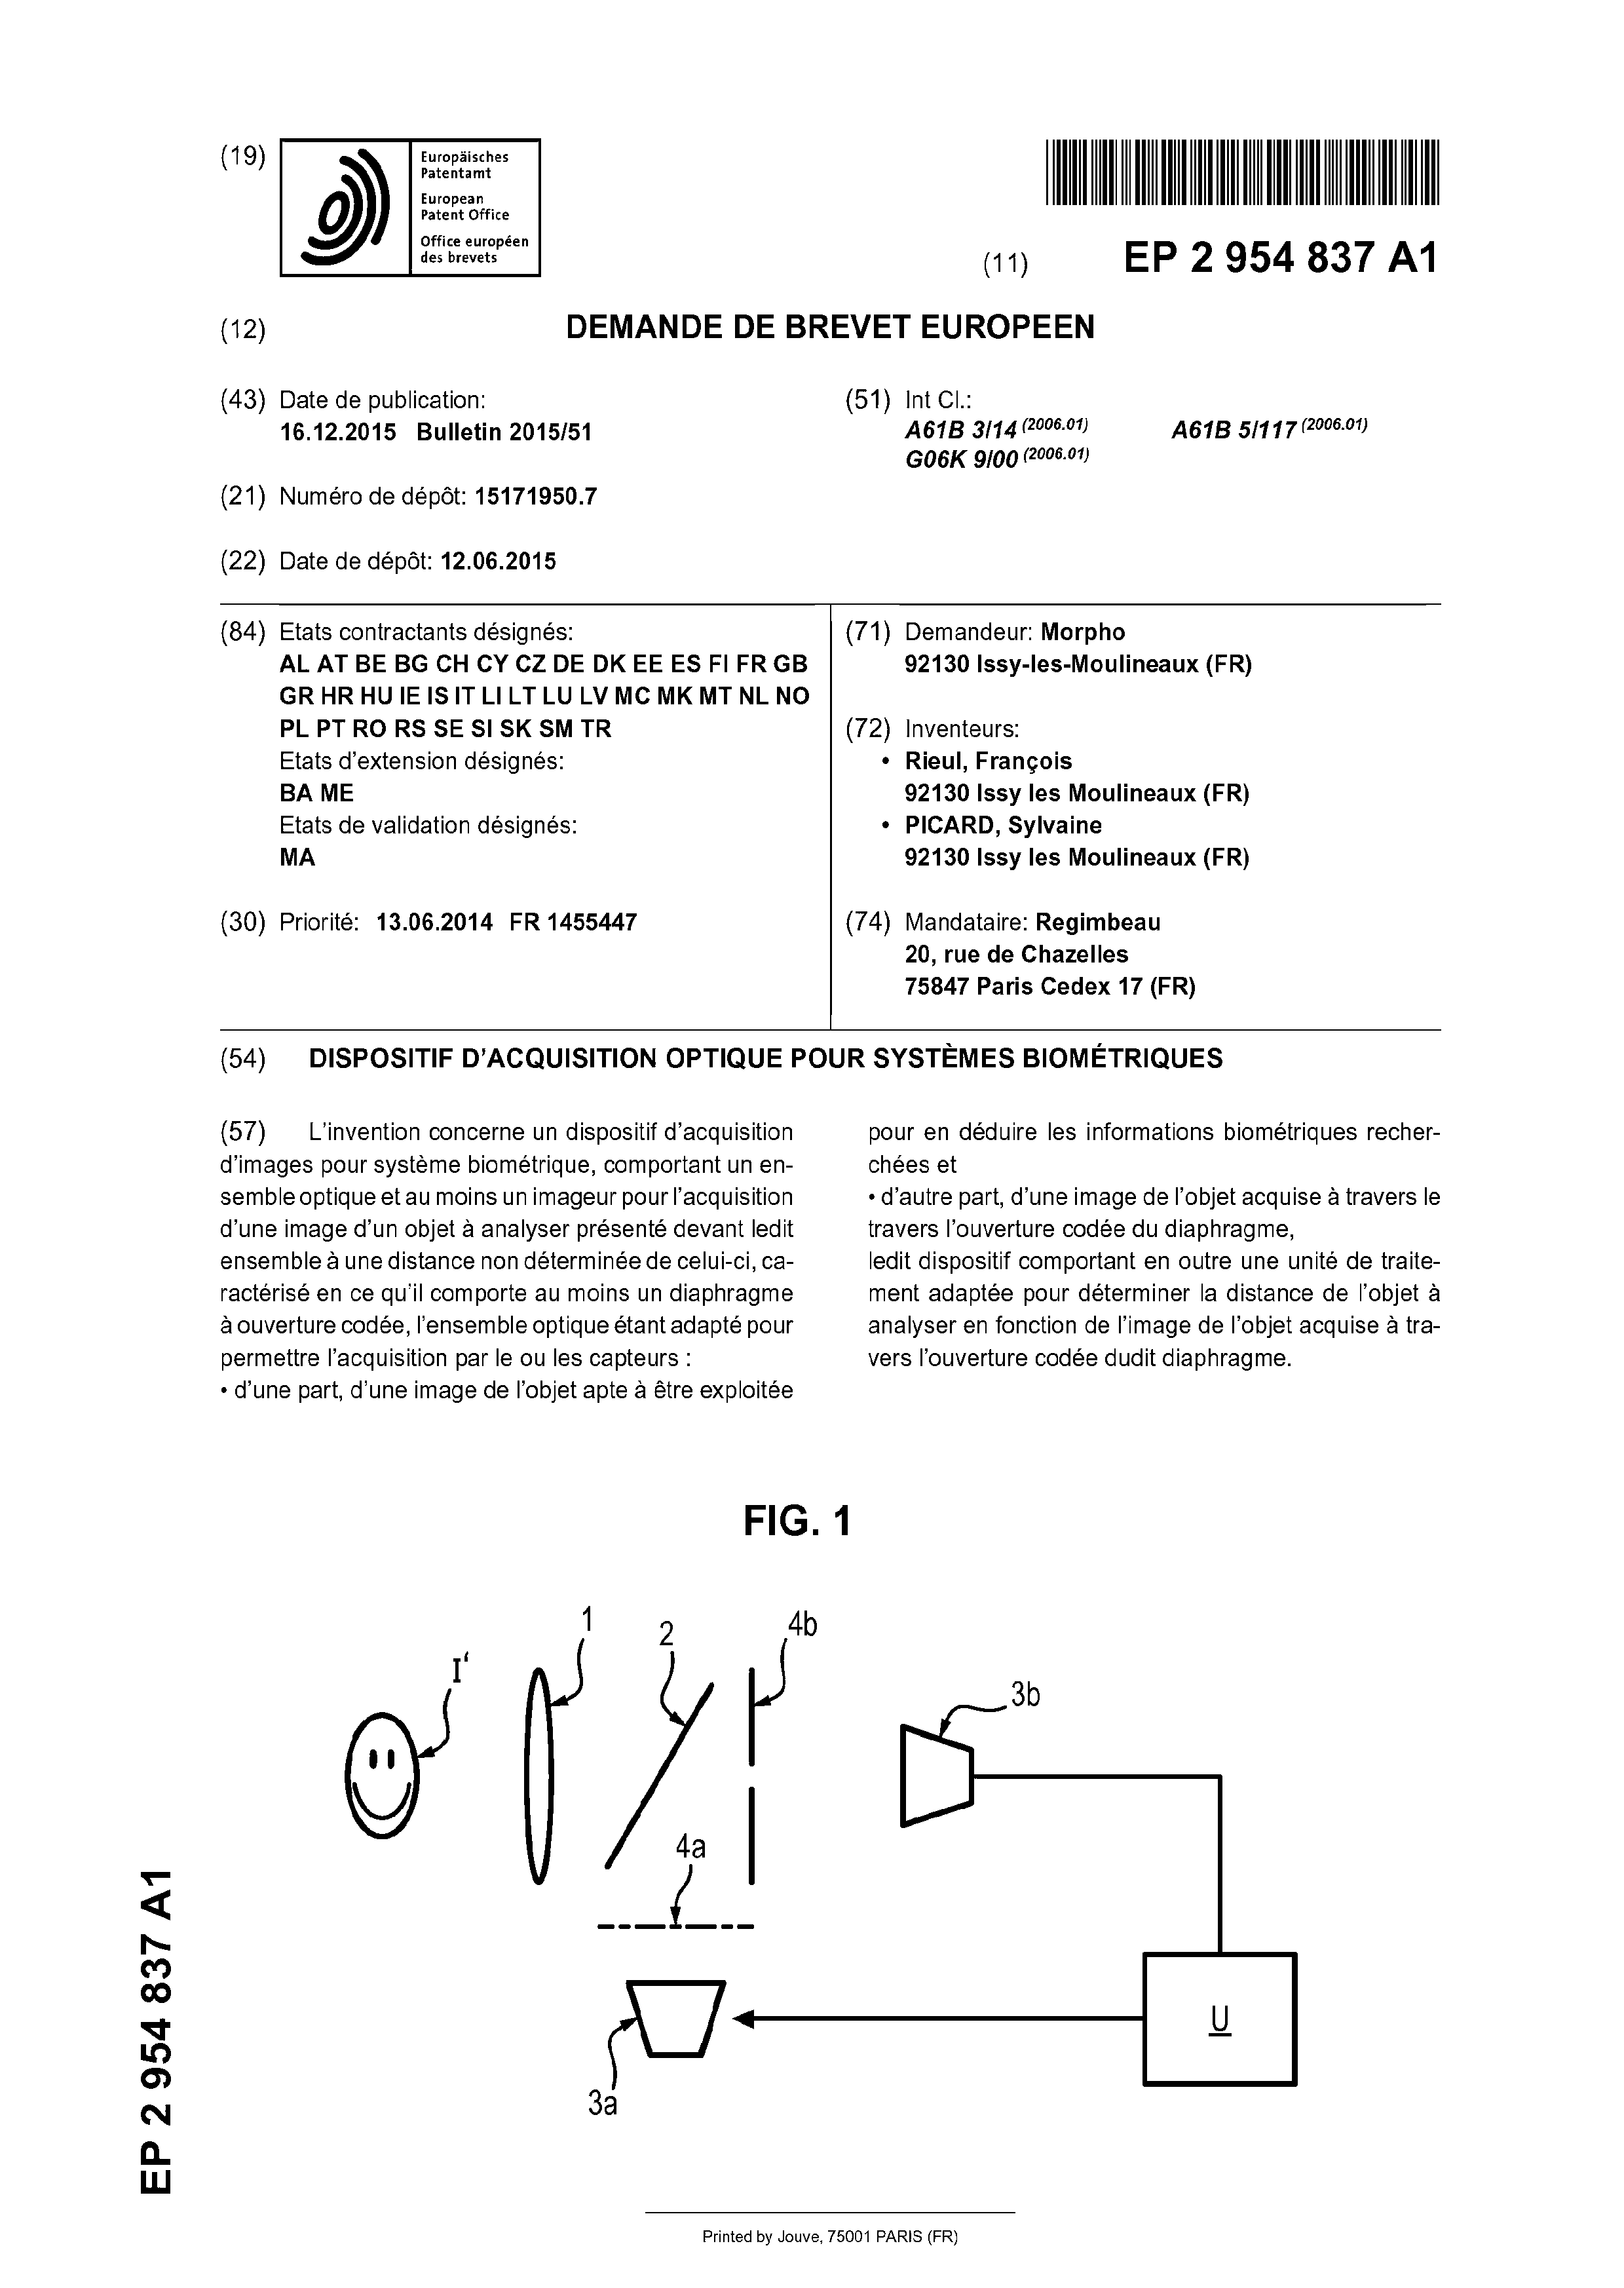 (19)
Europäisches
Patentamt
European
Patent Office
Office européen
des brevets
(11) EP 2 954 837 A1
(12) DEMANDE DE BREVET EUROPEEN
(43) Date de publication:
16.12.2015 Bulletin 2015/51
(21) Numéro de dépôt: 15171950.7
(22) Date de dépôt: 12.06.2015
(51) Int Cl.:
A61B 3/14 (2006.01) A61B 5/117 (2006.01)
G06K 9/00 (2006.01)
(84) Etats contractants désignés:
AL AT BE BG CH CY CZ DE DK EE ES FI FR GB
GR HR HU IE IS IT LI LT LU LV MC MK MT NL NO
PL PT RO RS SE SI SK SM TR
Etats d'extension désignés:
BA ME
Etats de validation désignés:
MA
(30) Priorité: 13.06.2014 FR 1455447
(71) Demandeur: Morpho
92130 Issy-les-Moulineaux (FR)
(72) Inventeurs:
• Rieul, François
92130 Issy les Moulineaux (FR)
• PICARD, Sylvaine
92130 Issy les Moulineaux (FR)
(74) Mandataire: Regimbeau
20, rue de Chazelles
75847 Paris Cedex 17 (FR)
(54) DISPOSITIF D'ACQUISITION OPTIQUE POUR SYSTÈMES BIOMÉTRIQUES
(57) L'invention concerne un dispositif d'acquisition
d'images pour système biométrique, comportant un en-
semble optique et au moins un imageur pour l'acquisition
d'une image d'un objet à analyser présenté devant ledit
ensemble à une distance non déterminée de celui-ci, ca-
ractérisé en ce qu'il comporte au moins un diaphragme
à ouverture codée, l'ensemble optique étant adapté pour
permettre l'acquisition par le ou les capteurs :
• d'une part, d'une image de l'objet apte à être exploitée
pour en déduire les informations biométriques recher-
chées et
• d'autre part, d'une image de l'objet acquise à travers le
travers l'ouverture codée du diaphragme,
ledit dispositif comportant en outre une unité de traite-
ment adaptée pour déterminer la distance de l'objet à
analyser en fonction de l'image de l'objet acquise à tra-
vers l'ouverture codée dudit diaphragme.
FIG. 1
I'
1
2
4b
3b
4a
3a
U
EP 2 954 837 A1
Printed by Jouve, 75001 PARIS (FR)